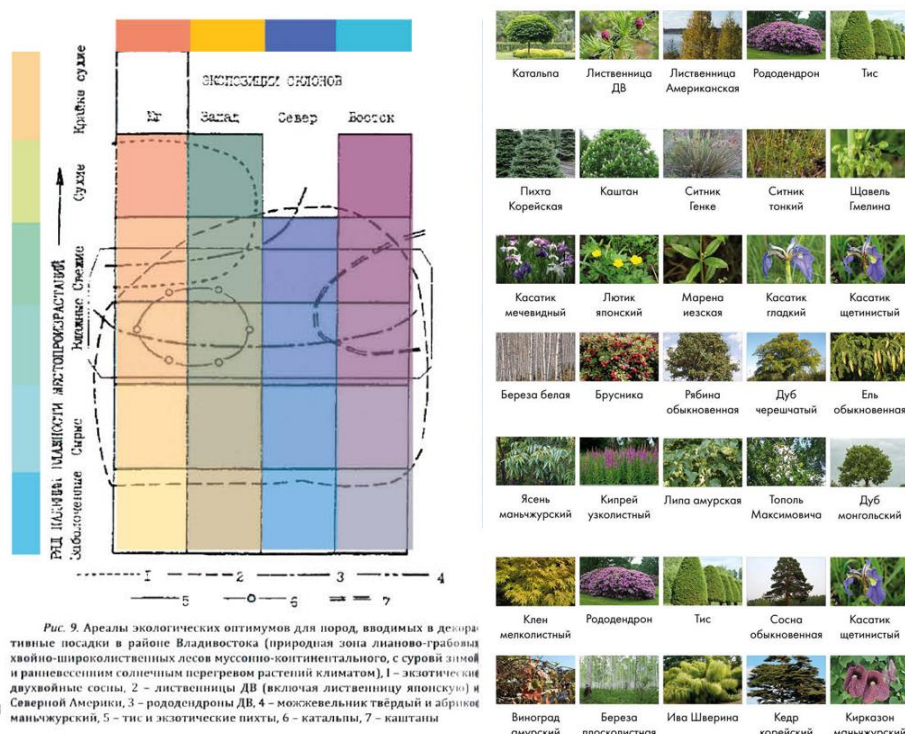 ЭКСПОЗИЦИИ СКЛОНОВ
Юг Запад Север Восток
Крайне сухие
Сухие
Свежие
Влажные
Сырые
Заболоченные
РЯД ВЛАЖНОСТИ МЕСТОПРОИЗРАСТАНИЙ
1 2 3 4
5 6 7
Рис. 9. Ареалы экологических оптимумов для пород, вводимых в декора
тивные посадки в районе Владивостока (природная зона лианово-грабовы
хвойно-широколиственных лесов муссонно-континентального, с суровй зимой
и ранневесенним солнечным перегревом растений климатом), 1 – экзотически
двухвойные сосны, 2 – лиственницы ДВ (включая лиственницу японскую) и
Северной Америки, 3 – рододендроны ДВ, 4 – можжевельник твёрдый и абрикос
маньчжурский, 5 – тис и экзотические пихты, 6 – катальпы, 7 – каштаны
Катальпа
Лиственница
ДВ
Лиственница
Американская
Рододендрон
Тис
Пихта
Корейская
Каштан
Ситник
Генке
Ситник
тонкий
Щавель
Гмелина
Касатик
мечевидный
Лютик
японский
Марена
иезская
Касатик
гладкий
Касатик
щетинистый
Береза белая
Брусника
Рябина
обыкновенная
Дуб
черешчатый
Ель
обыкновенная
Ясень
маньчжурский
Кипрей
узколистный
Липа амурская
Тополь
Максимовича
Дуб
монгольский
Клен
мелколистный
Рододендрон
Тис
Сосна
обыкновенная
Касатик
щетинистый
Виноград
амурский
Береза
плосколистная
Ива Шверина
Кедр
корейский
Кирказон
маньчжурский